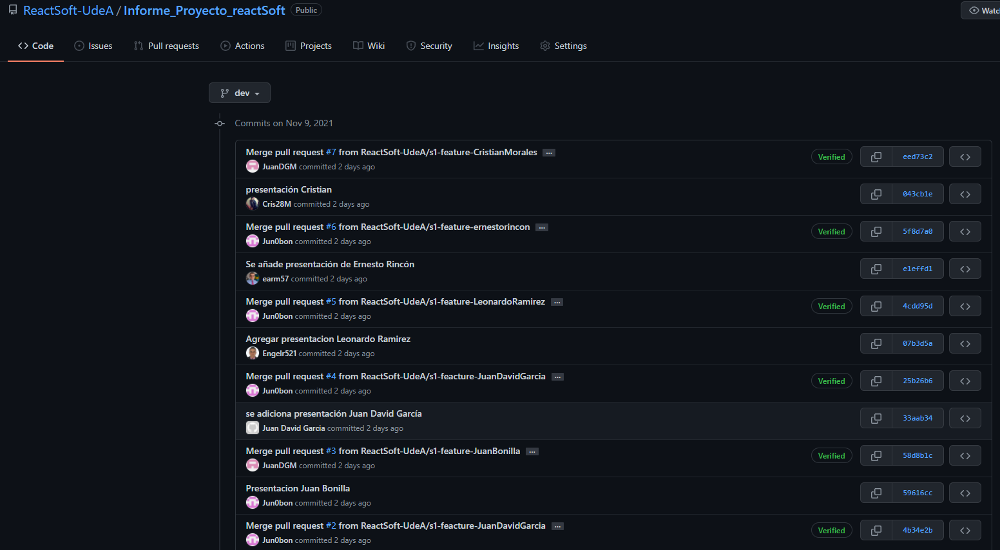 ReactSoft-UdeA / Informe_Proyecto_reactSoft Public
Code Issues Pull requests Actions Projects Wiki Security Insights Settings
dev
Commits on Nov 9, 2021
Merge pull request #7 from ReactSoft-UdeA/s1-feature-CristianMorales ...
JuanDGM committed 2 days ago
Verified eed73c2
presentación Cristian
Cris28M committed 2 days ago
043cb1e
Merge pull request #6 from ReactSoft-UdeA/s1-feature-ernestorincon ...
Jun0bon committed 2 days ago
Verified 5f8d7a0
Se añade presentación de Ernesto Rincón
earm57 committed 2 days ago
e1effd1
Merge pull request #5 from ReactSoft-UdeA/s1-feature-LeonardoRamirez ...
Jun0bon committed 2 days ago
Verified 4cdd95d
Agregar presentacion Leonardo Ramirez
Engelr521 committed 2 days ago
07b3d5a
Merge pull request #4 from ReactSoft-UdeA/s1-feacture-JuanDavidGarcia ...
Jun0bon committed 2 days ago
Verified 25b26b6
se adiciona presentación Juan David García
Juan David Garcia committed 2 days ago
33aab34
Merge pull request #3 from ReactSoft-UdeA/s1-feature-JuanBonilla ...
JuanDGM committed 2 days ago
Verified 58d8b1c
Presentacion Juan Bonilla
Jun0bon committed 2 days ago
59616cc
Merge pull request #2 from ReactSoft-UdeA/s1-feacture-JuanDavidGarcia ...
Jun0bon committed 2 days ago
Verified 4b34e2b